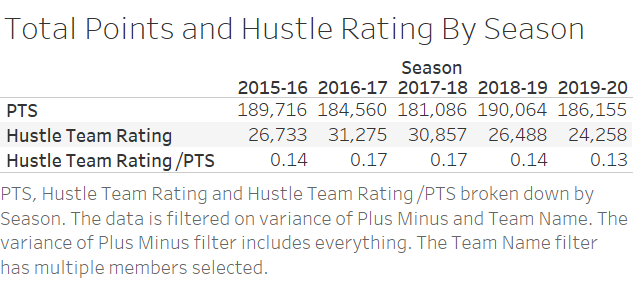 Total Points and Hustle Rating By Season
Season
2015-16 2016-17 2017-18 2018-19 2019-20
PTS 189,716 184,560 181,086 190,064 186,155
Hustle Team Rating 26,733 31,275 30,857 26,488 24,258
Hustle Team Rating /PTS 0.14 0.17 0.17 0.14 0.13
PTS, Hustle Team Rating and Hustle Team Rating /PTS broken down by
Season. The data is filtered on variance of Plus Minus and Team Name. The
variance of Plus Minus filter includes everything. The Team Name filter
has multiple members selected.